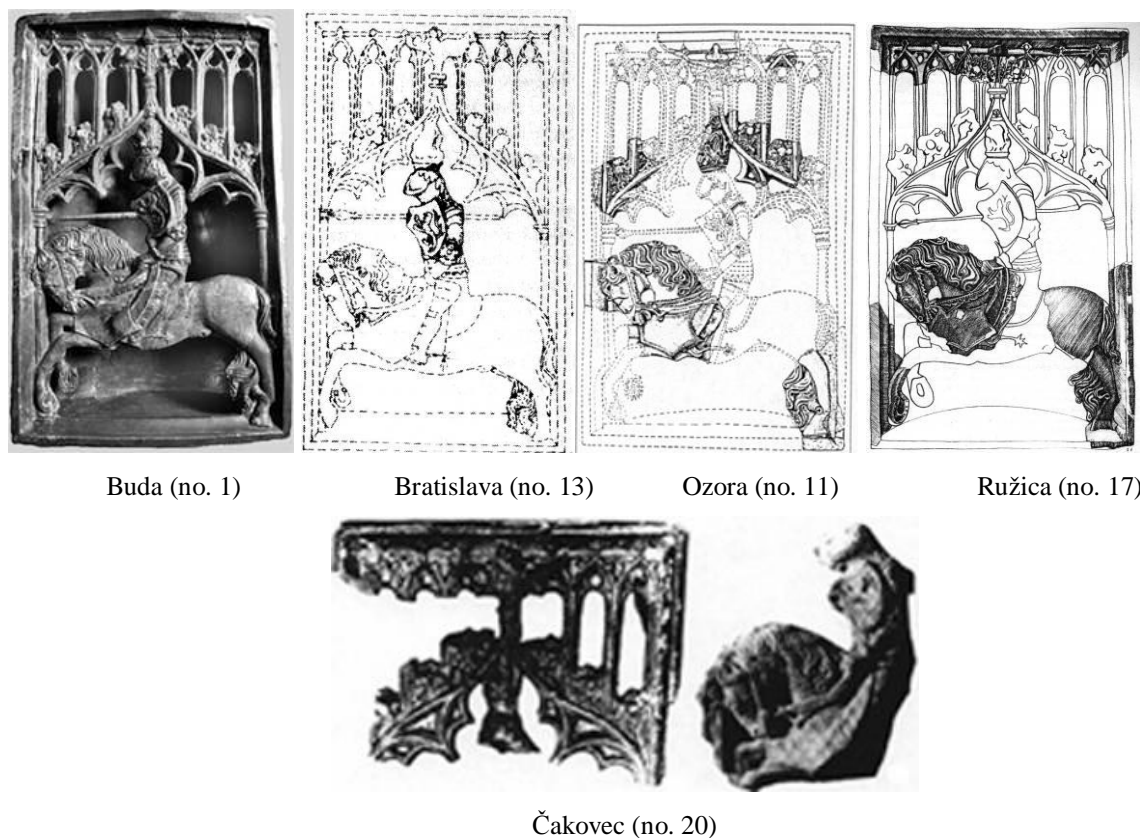 Buda (no. 1)
Bratislava (no. 13)
Ozora (no. 11)
Ružica (no. 17)
Čakovec (no. 20)